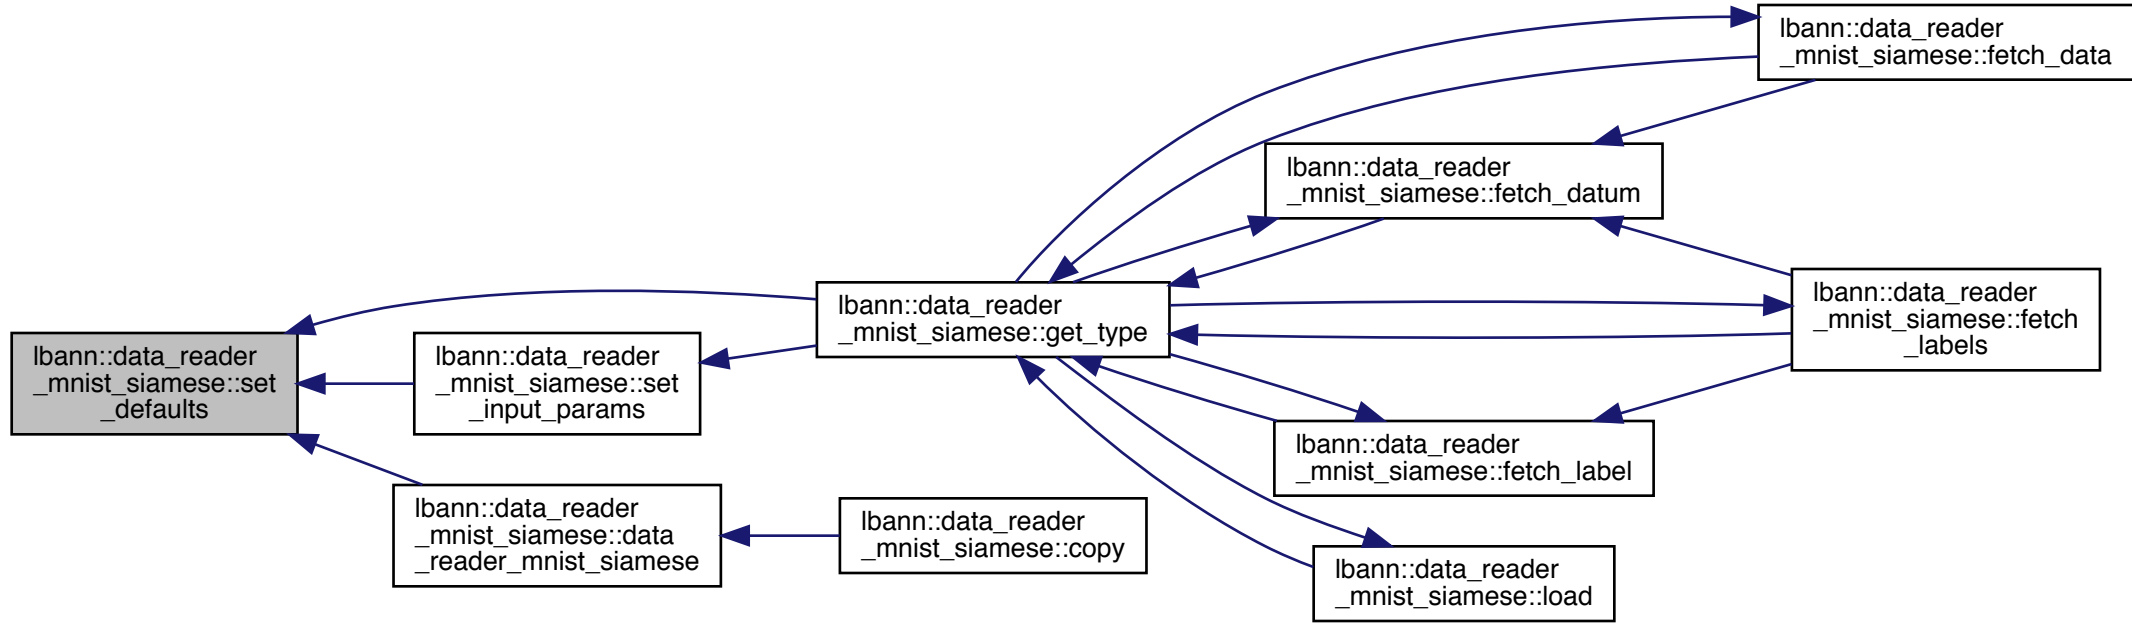 lbann::data_reader
_mnist_siamese::set
_defaults
lbann::data_reader
_mnist_siamese::set
_input_params
lbann::data_reader
_mnist_siamese::data
_reader_mnist_siamese
lbann::data_reader
_mnist_siamese::get_type
lbann::data_reader
_mnist_siamese::copy
lbann::data_reader
_mnist_siamese::fetch_datum
lbann::data_reader
_mnist_siamese::fetch_label
lbann::data_reader
_mnist_siamese::load
lbann::data_reader
_mnist_siamese::fetch_data
lbann::data_reader
_mnist_siamese::fetch
_labels